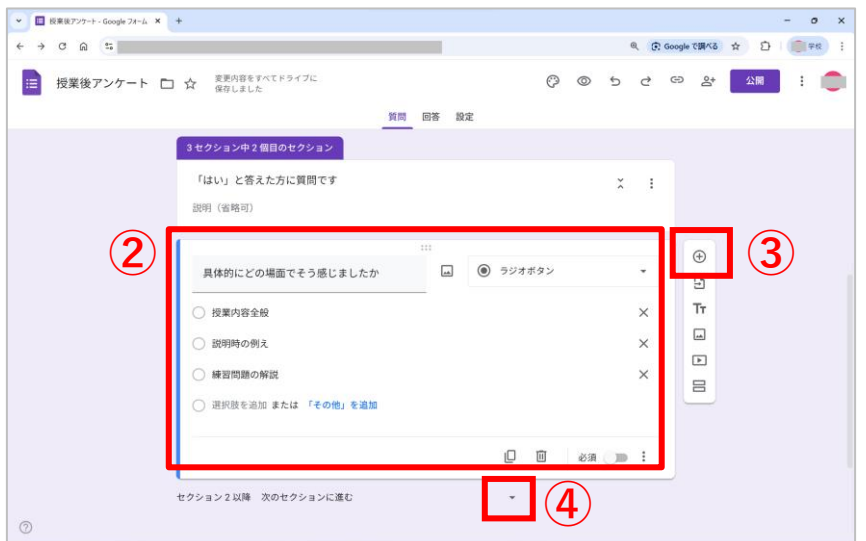 授業後アンケート - Google フォーム
Google で調べる
学校
授業後アンケート
変更内容をすべてドライブに
保存しました
公開
質問 回答 設定
3 セクション中 2 個目のセクション
「はい」と答えた方に質問です
説明（省略可）
②
③
具体的にどの場面でそう感じましたか
ラジオボタン
授業内容全般
Tт
説明時の例え
練習問題の解説
選択肢を追加 または 「その他」を追加
必須
セクション 2 以降 次のセクションに進む
④